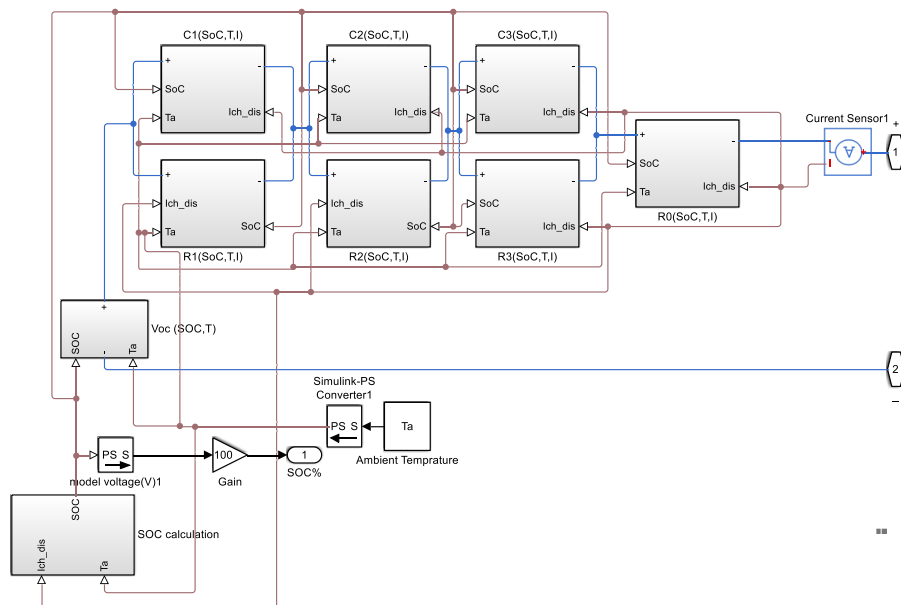 C1(SoC,T,I)
C2(SoC,T,I)
C3(SoC,T,I)
+
-
SoC
Ich_dis
Ta
+
-
SoC
Ich_dis
Ta
+
-
SoC
Ich_dis
Ta
Current Sensor1
+
1
A
I
+
-
SoC
Ta
Ich_dis
R0(SoC,T,I)
+
-
Ich_dis
SoC
Ta
R1(SoC,T,I)
+
-
Ich_dis
SoC
Ta
R2(SoC,T,I)
+
-
SoC
Ich_dis
Ta
R3(SoC,T,I)
+
-
SOC
Ta
Voc (SOC,T)
2
−
Simulink-PS
Converter1
PS S
Ta
Ambient Temprature
PS S
model voltage(V)1
100
Gain
1
SOC%
SOC
Ich_dis
Ta
SOC calculation